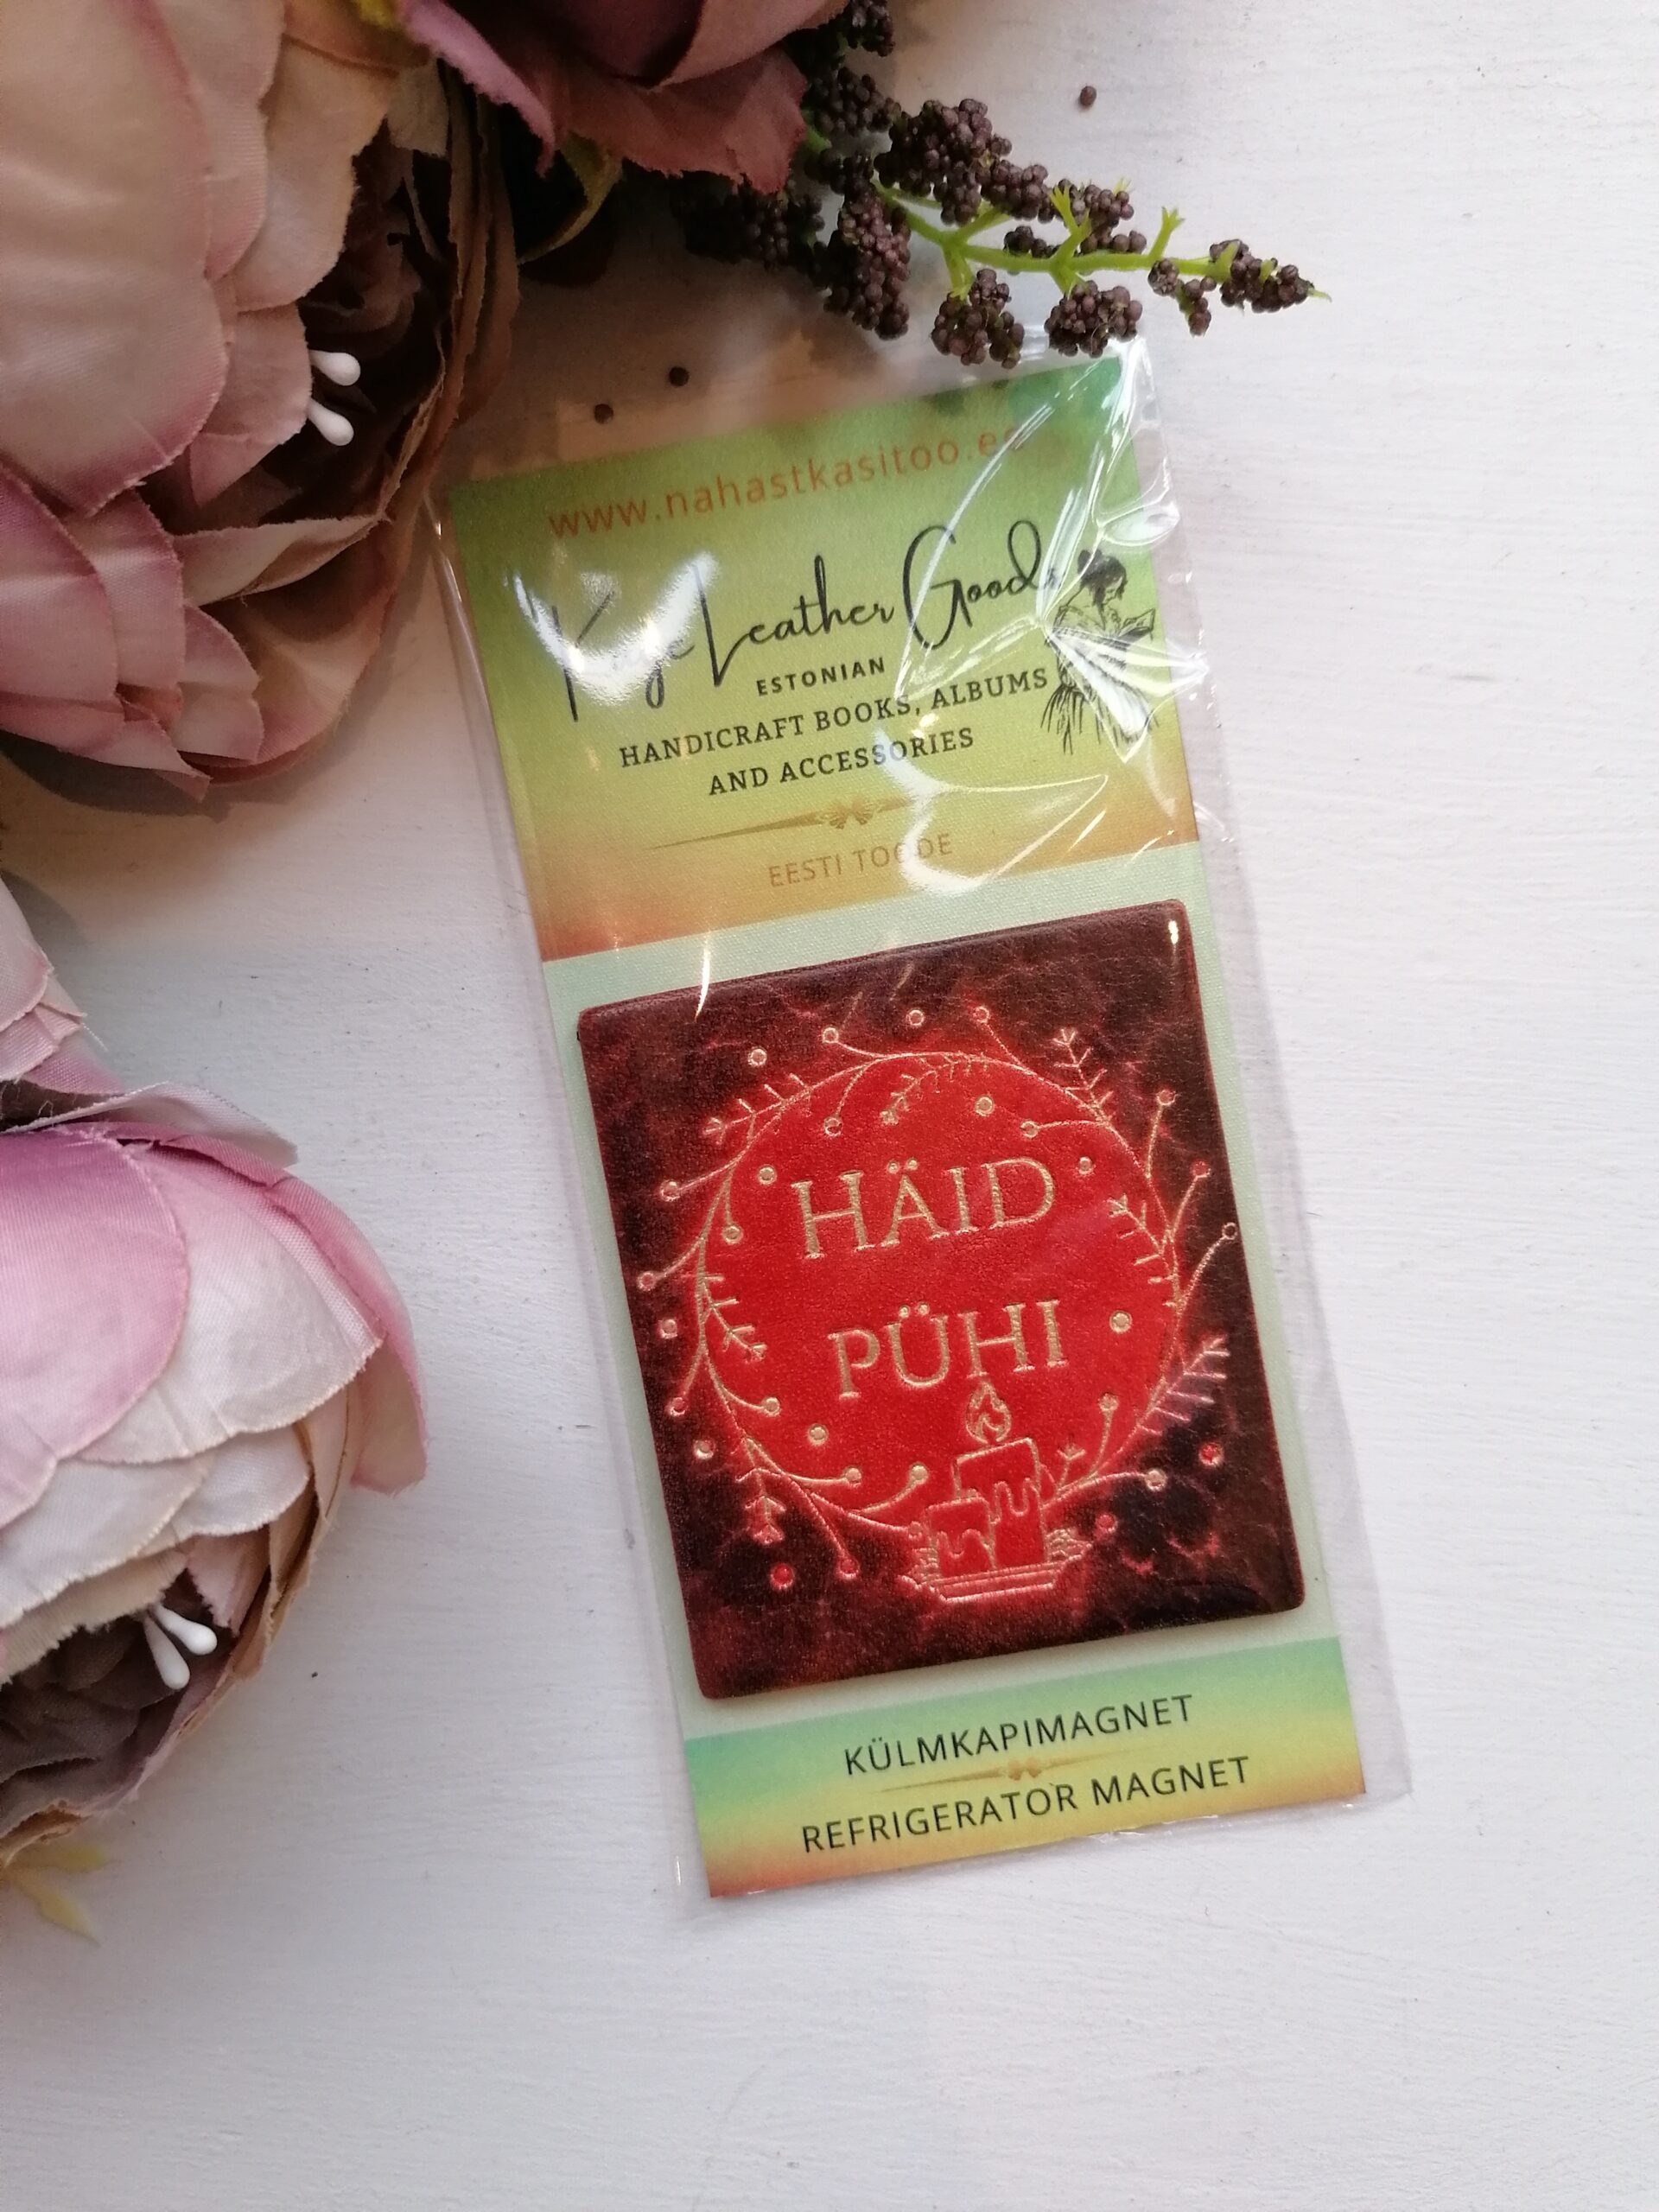 www.nahastkasitoo.ee
Leather Goods
ESTONIAN
HANDICRAFT BOOKS, ALBUMS
AND ACCESSORIES
EESTI TOODE
HÄID
PÜHI
KÜLMKAPIMAGNET
REFRIGERATOR MAGNET